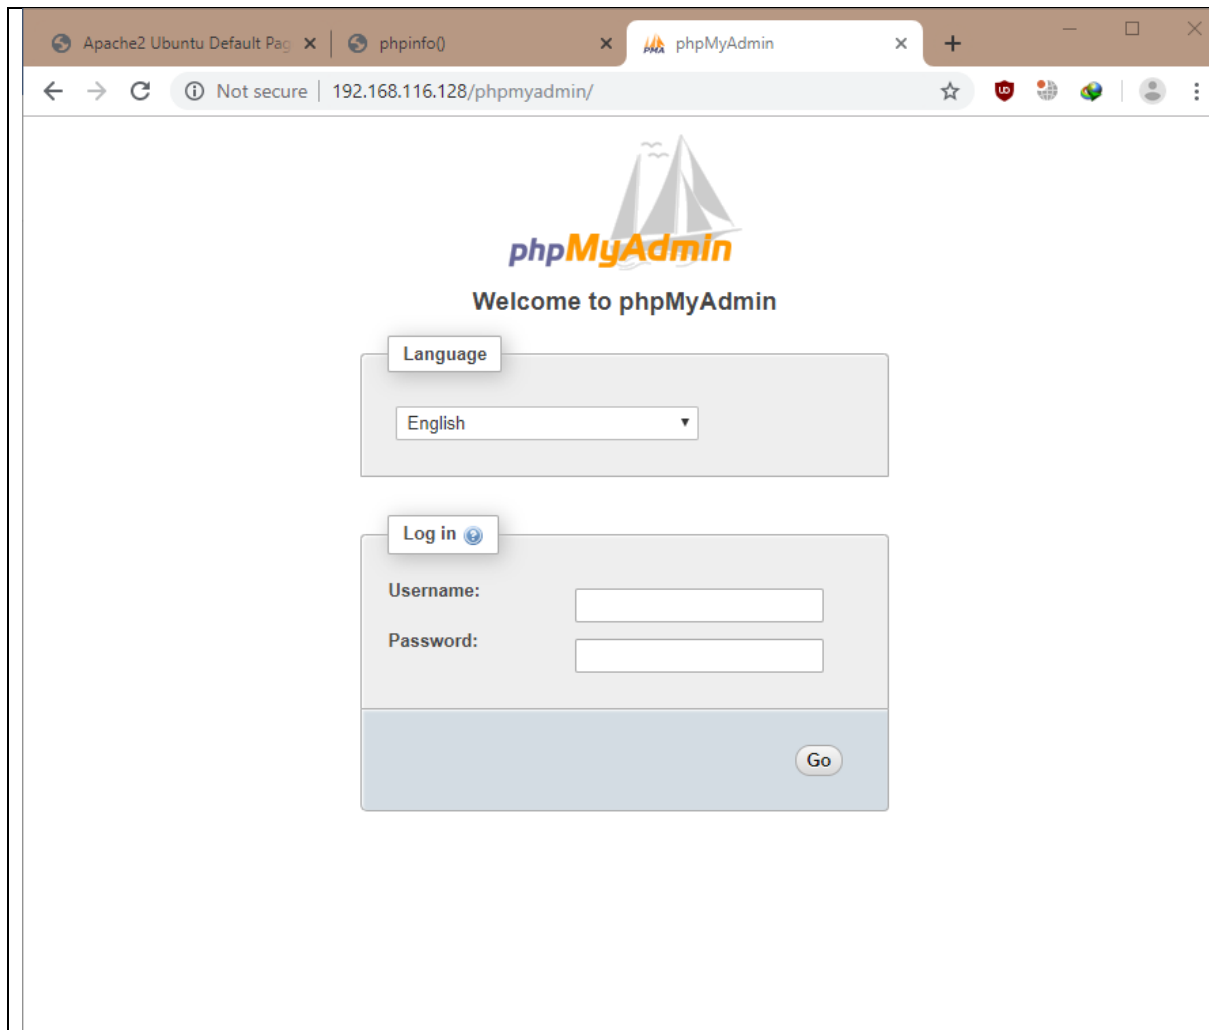 Apache2 Ubuntu Default Pag
phpinfo()
phpMyAdmin
Not secure | 192.168.116.128/phpmyadmin/
phpMyAdmin
Welcome to phpMyAdmin
Language
English
Log in
Username:
Password:
Go